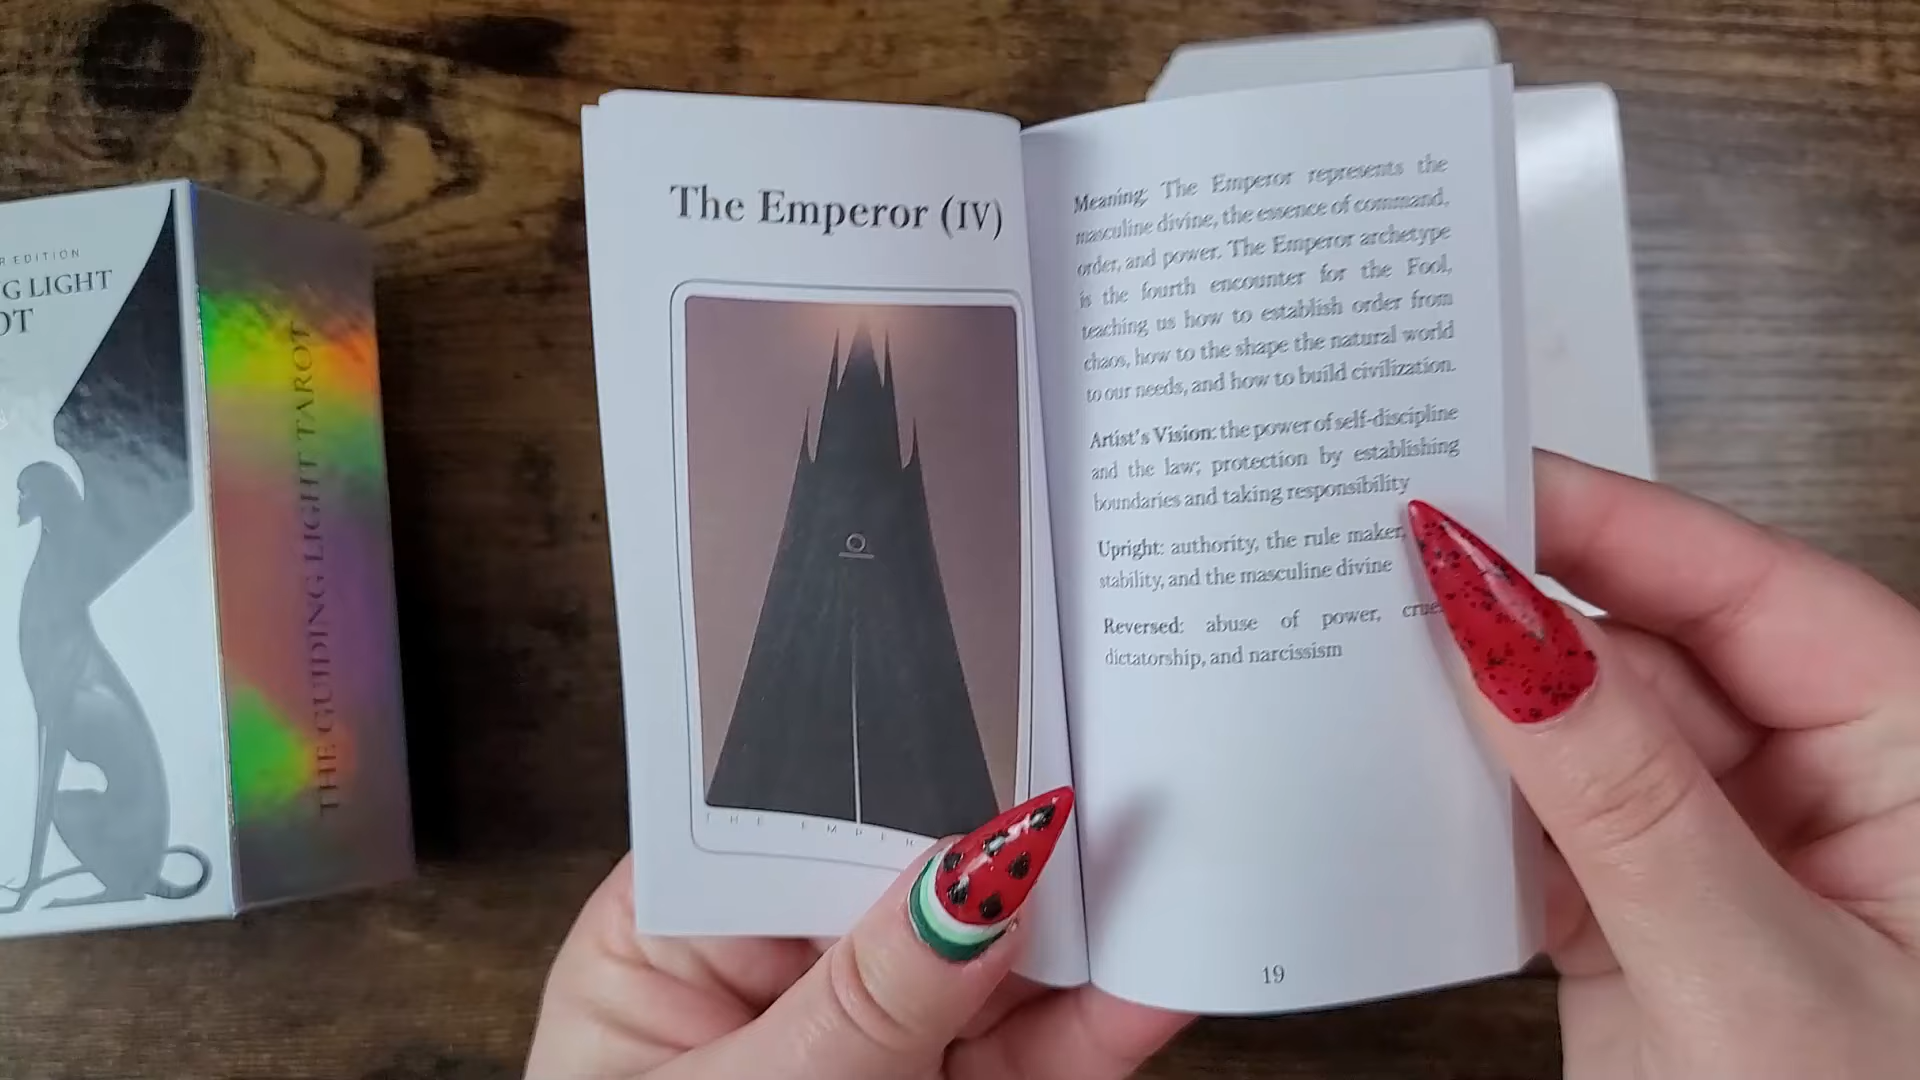 R EDITION
G LIGHT
OT
THE GUIDING LIGHT TAROT
The Emperor (IV)
THE EMPER
Meaning: The Emperor represents the
masculine divine, the essence of command,
order, and power. The Emperor archetype
is the fourth encounter for the Fool,
teaching us how to establish order from
chaos, how to the shape the natural world
to our needs, and how to build civilization.
Artist's Vision: the power of self-discipline
and the law; protection by establishing
boundaries and taking responsibility
Upright: authority, the rule maker,
stability, and the masculine divine
Reversed: abuse of power, crue
dictatorship, and narcissism
19